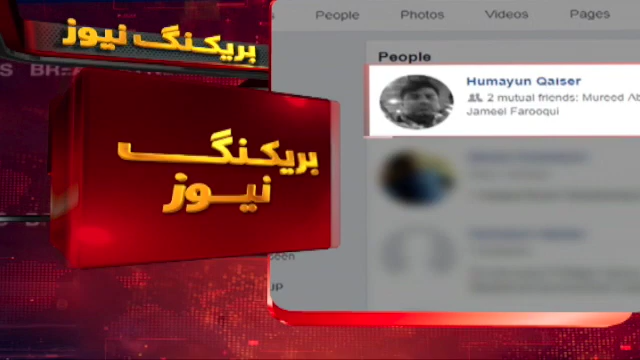 بریکنگ نیوز
بریکنگ
نیوز
People Photos Videos Pages
People
Humayun Qaiser
2 mutual friends: Mureed Ab
Jameel Farooqui